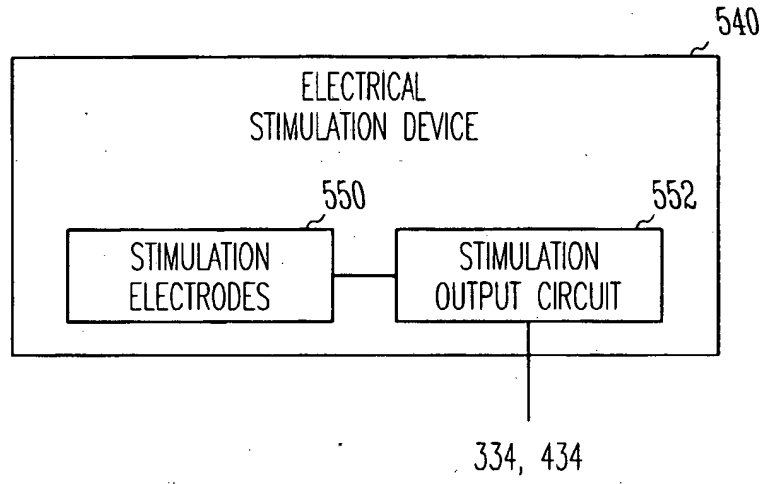 540
ELECTRICAL
STIMULATION DEVICE
550
552
STIMULATION
ELECTRODES
STIMULATION
OUTPUT CIRCUIT
334, 434